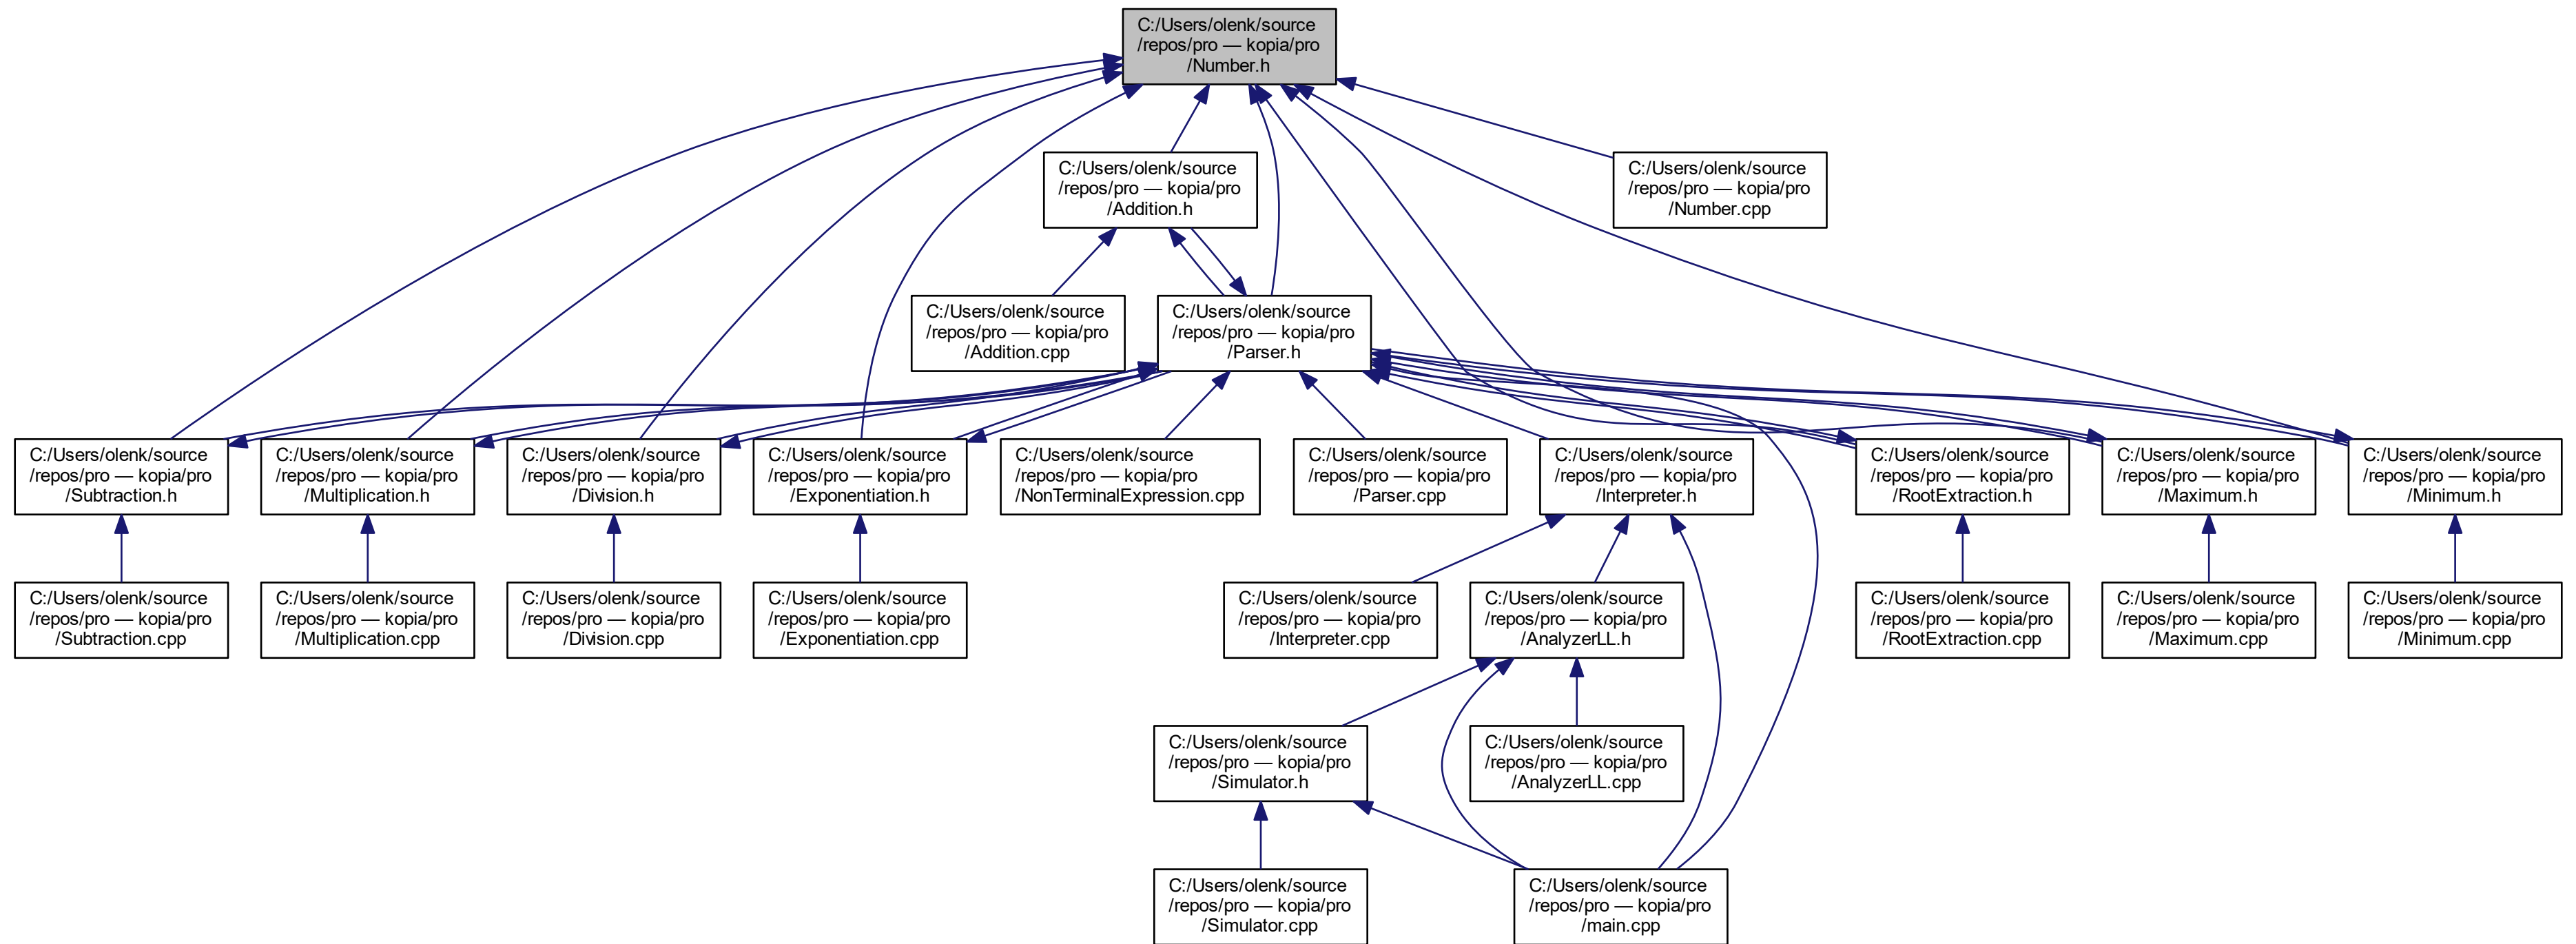 C:/Users/olenk/source
/repos/pro — kopia/pro
/Number.h
C:/Users/olenk/source
/repos/pro — kopia/pro
/Addition.h
C:/Users/olenk/source
/repos/pro — kopia/pro
/Number.cpp
C:/Users/olenk/source
/repos/pro — kopia/pro
/Addition.cpp
C:/Users/olenk/source
/repos/pro — kopia/pro
/Parser.h
C:/Users/olenk/source
/repos/pro — kopia/pro
/Subtraction.h
C:/Users/olenk/source
/repos/pro — kopia/pro
/Multiplication.h
C:/Users/olenk/source
/repos/pro — kopia/pro
/Division.h
C:/Users/olenk/source
/repos/pro — kopia/pro
/Exponentiation.h
C:/Users/olenk/source
/repos/pro — kopia/pro
/NonTerminalExpression.cpp
C:/Users/olenk/source
/repos/pro — kopia/pro
/Parser.cpp
C:/Users/olenk/source
/repos/pro — kopia/pro
/Interpreter.h
C:/Users/olenk/source
/repos/pro — kopia/pro
/RootExtraction.h
C:/Users/olenk/source
/repos/pro — kopia/pro
/Maximum.h
C:/Users/olenk/source
/repos/pro — kopia/pro
/Minimum.h
C:/Users/olenk/source
/repos/pro — kopia/pro
/Subtraction.cpp
C:/Users/olenk/source
/repos/pro — kopia/pro
/Multiplication.cpp
C:/Users/olenk/source
/repos/pro — kopia/pro
/Division.cpp
C:/Users/olenk/source
/repos/pro — kopia/pro
/Exponentiation.cpp
C:/Users/olenk/source
/repos/pro — kopia/pro
/Interpreter.cpp
C:/Users/olenk/source
/repos/pro — kopia/pro
/AnalyzerLL.h
C:/Users/olenk/source
/repos/pro — kopia/pro
/RootExtraction.cpp
C:/Users/olenk/source
/repos/pro — kopia/pro
/Maximum.cpp
C:/Users/olenk/source
/repos/pro — kopia/pro
/Minimum.cpp
C:/Users/olenk/source
/repos/pro — kopia/pro
/Simulator.h
C:/Users/olenk/source
/repos/pro — kopia/pro
/AnalyzerLL.cpp
C:/Users/olenk/source
/repos/pro — kopia/pro
/Simulator.cpp
C:/Users/olenk/source
/repos/pro — kopia/pro
/main.cpp